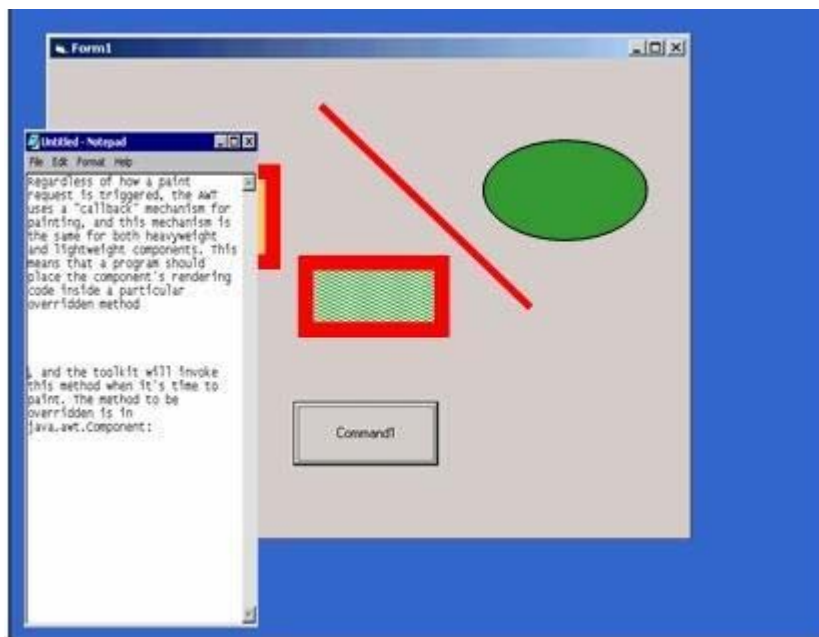 Form1
Untitled - Notepad
File Edit Format Help
Regardless of how a paint
request is triggered, the AWT
uses a "callback" mechanism for
painting, and this mechanism is
the same for both heavyweight
and lightweight components. This
means that a program should
place the component's rendering
code inside a particular
overridden method
, and the toolkit will invoke
this method when it's time to
paint. The method to be
overridden is in
java.awt.Component:
Command1